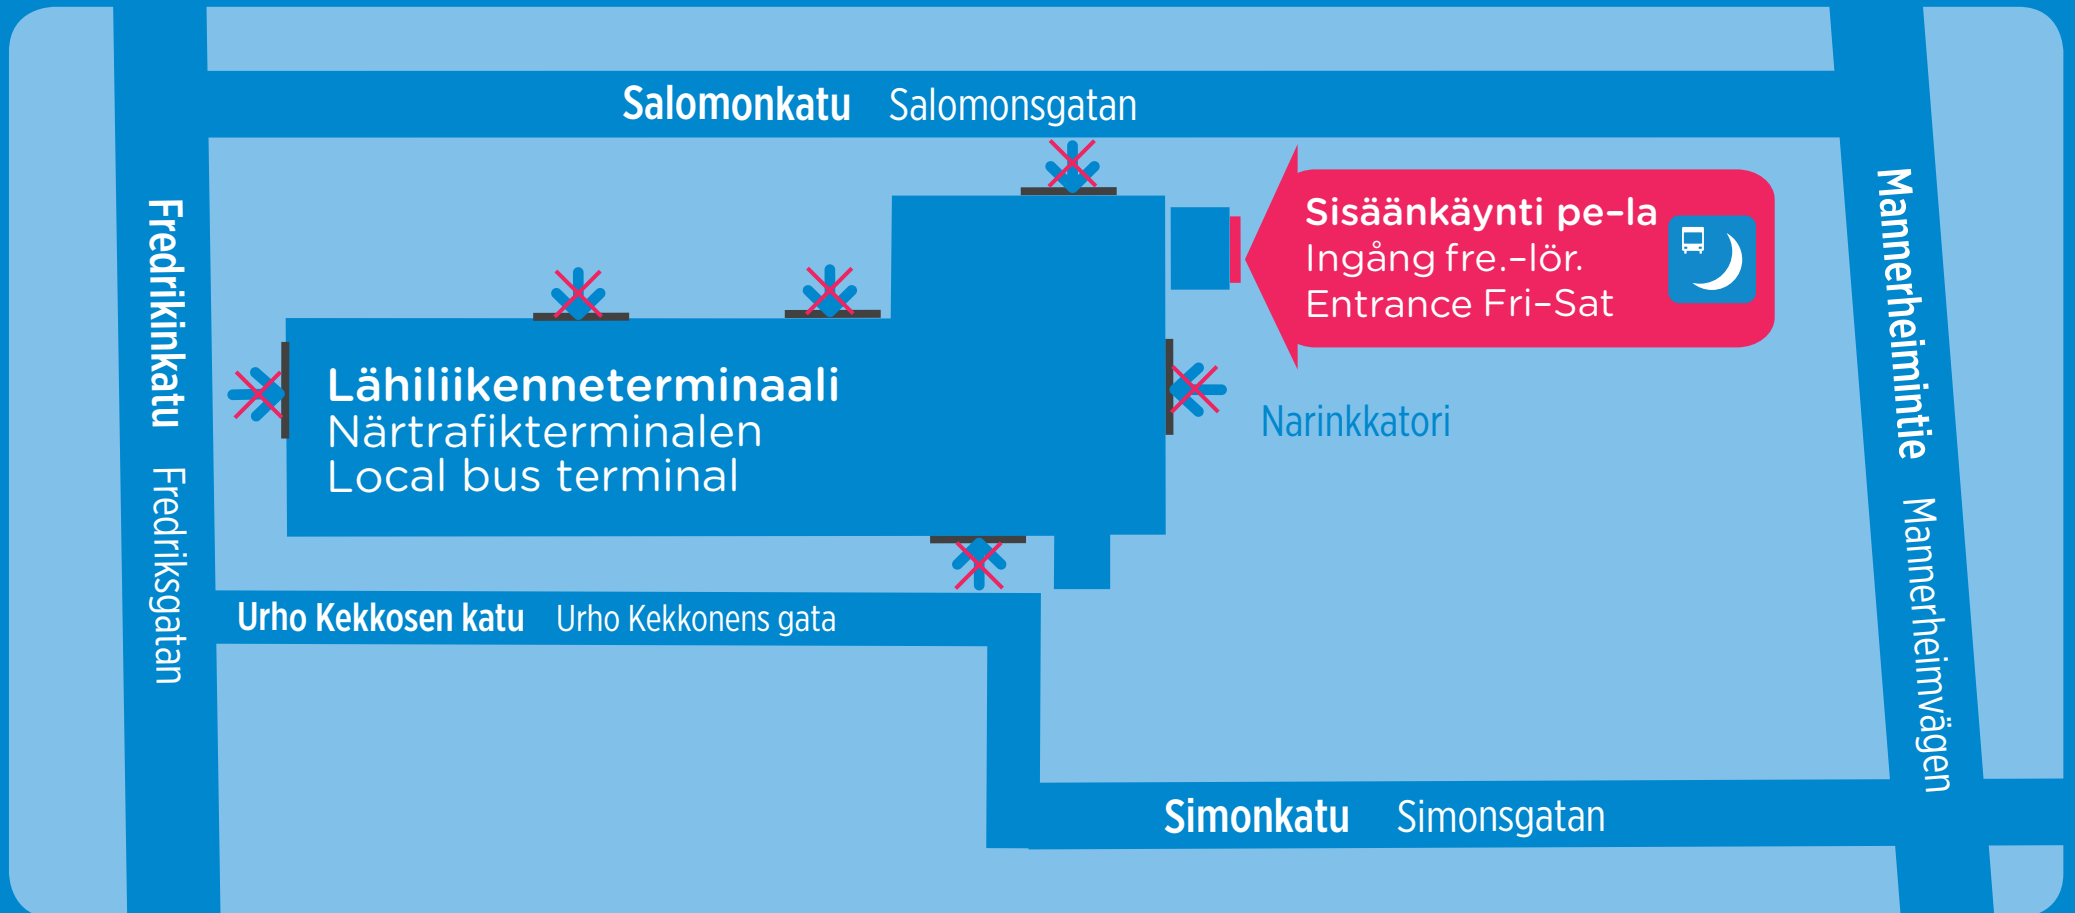 Salomonkatu Salomonsgatan
Fredrikinkatu Fredriksgatan
Sisäänkäynti pe–la
Ingång fre.–lör.
Entrance Fri–Sat
Mannerheimintie Mannerheimvägen
Lähiliikenneterminaali
Närtrafikterminalen
Local bus terminal
Narinkkatori
Urho Kekkosen katu Urho Kekkonens gata
Simonkatu Simonsgatan